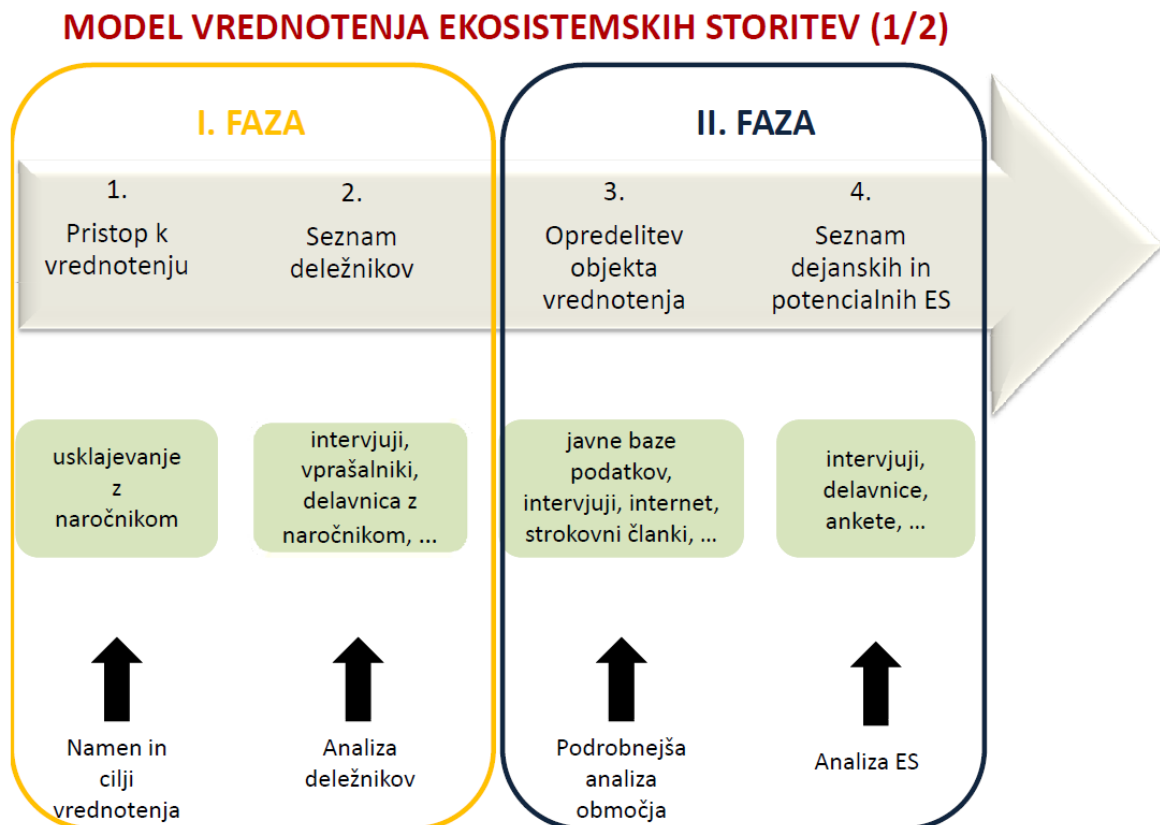 MODEL VREDNOTENJA EKOSISTEMSKIH STORITEV (1/2)
I. FAZA
II. FAZA
1.
Pristop k
vrednotenju
2.
Seznam
deležnikov
3.
Opredelitev
objekta
vrednotenja
4.
Seznam
dejanskih in
potencialnih ES
usklajevanje
z
naročnikom
intervjuji,
vprašalniki,
delavnica z
naročnikom, ...
javne baze
podatkov,
intervjuji, internet,
strokovni članki, ...
intervjuji,
delavnice,
ankete, ...
Namen in
cilji
vrednotenja
Analiza
deležnikov
Podrobnejša
analiza
območja
Analiza ES